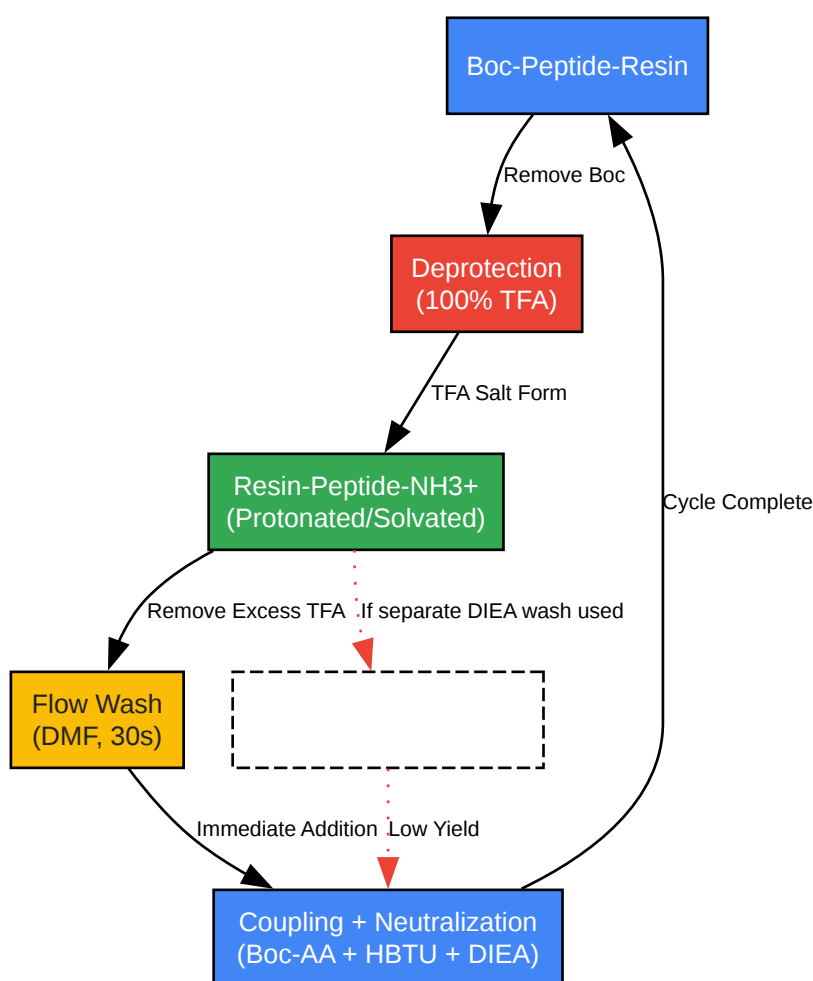 Boc-Peptide-Resin
Remove Boc
Deprotection
(100% TFA)
TFA Salt Form
Resin-Peptide-NH3+
(Protonated/Solvated)
Cycle Complete
Remove Excess TFA
If separate DIEA wash used
Flow Wash
(DMF, 30s)
Immediate Addition
Low Yield
Coupling + Neutralization
(Boc-AA + HBTU + DIEA)